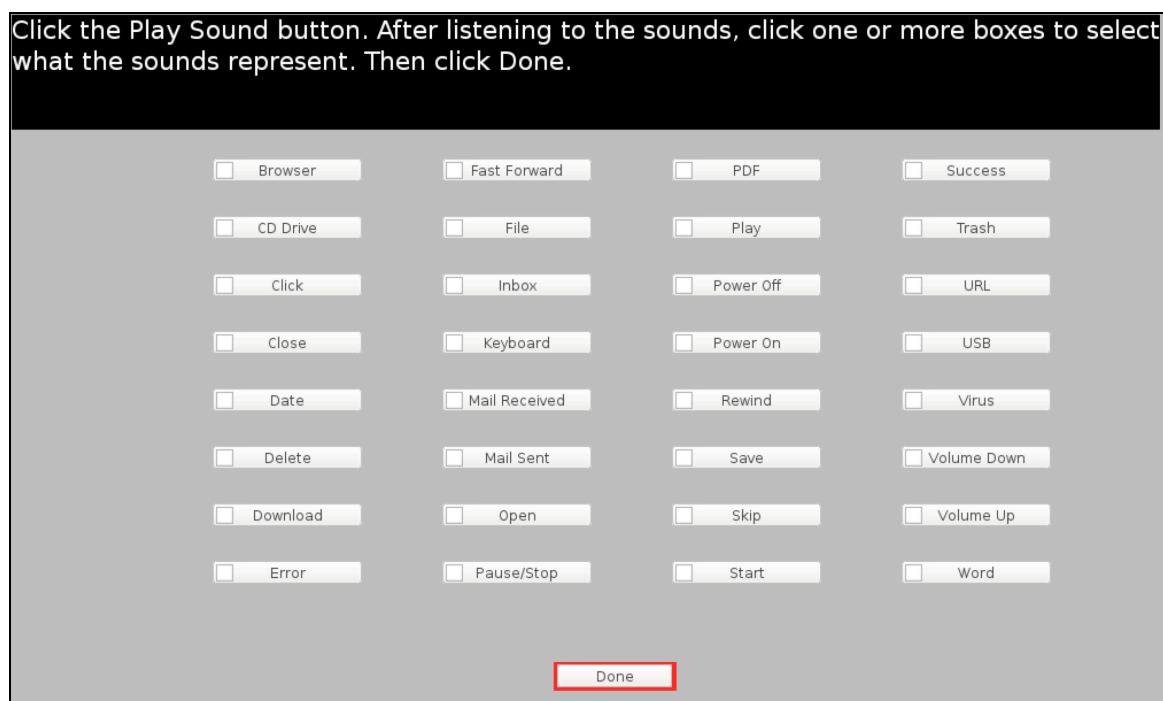 Click the Play Sound button. After listening to the sounds, click one or more boxes to select
what the sounds represent. Then click Done.
Browser Fast Forward PDF Success
CD Drive File Play Trash
Click Inbox Power Off URL
Close Keyboard Power On USB
Date Mail Received Rewind Virus
Delete Mail Sent Save Volume Down
Download Open Skip Volume Up
Error Pause/Stop Start Word
Done